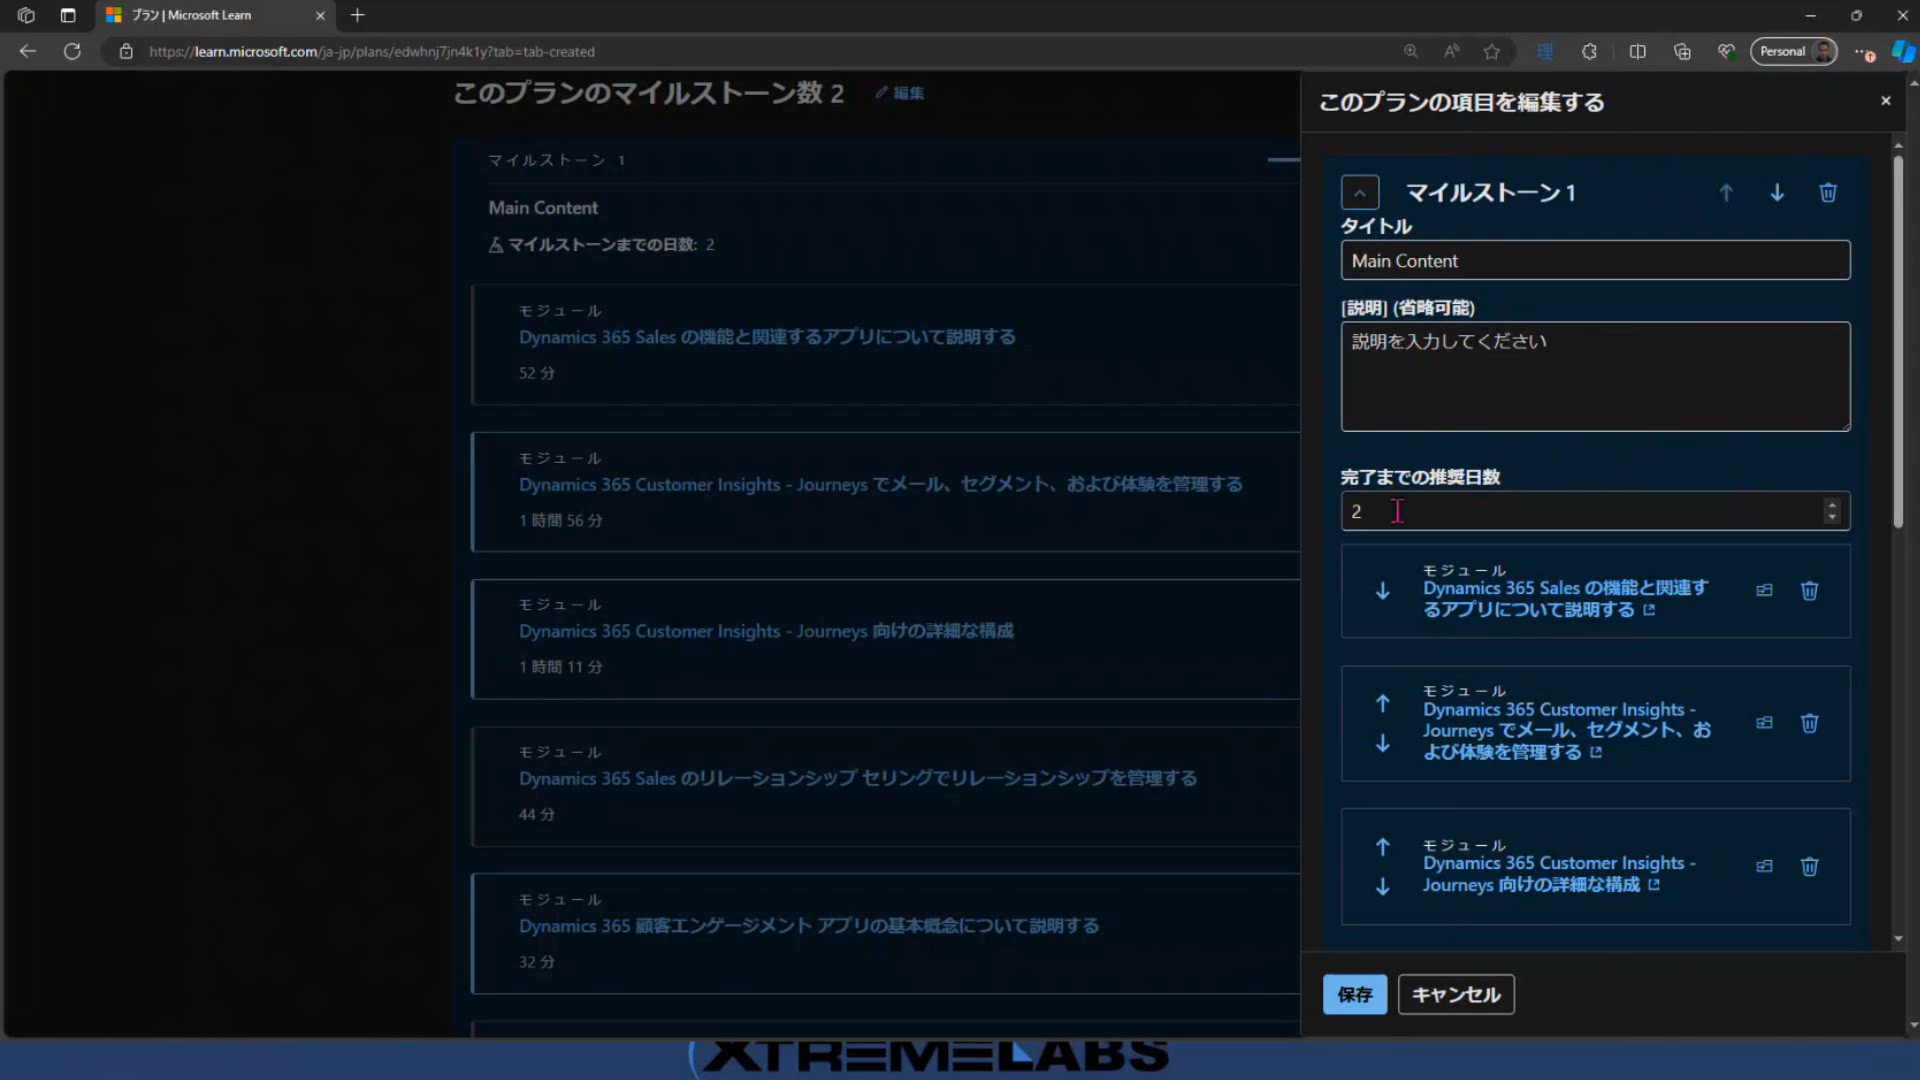 プラン | Microsoft Learn
https://learn.microsoft.com/ja-jp/plans/edwhnj7jn4k1y?tab=tab-created
Personal
このプランのマイルストーン数 2
編集
マイルストーン 1
Main Content
マイルストーンまでの日数: 2
モジュール
Dynamics 365 Sales の機能と関連するアプリについて説明する
52 分
モジュール
Dynamics 365 Customer Insights - Journeys でメール、セグメント、および体験を管理する
1 時間 56 分
モジュール
Dynamics 365 Customer Insights - Journeys 向けの詳細な構成
1 時間 11 分
モジュール
Dynamics 365 Sales のリレーションシップ セリングでリレーションシップを管理する
44 分
モジュール
Dynamics 365 顧客エンゲージメント アプリの基本概念について説明する
32 分
このプランの項目を編集する
マイルストーン 1
タイトル
Main Content
[説明] (省略可能)
説明を入力してください
完了までの推奨日数
2
モジュール
Dynamics 365 Sales の機能と関連す
るアプリについて説明する
モジュール
Dynamics 365 Customer Insights -
Journeys でメール、セグメント、お
よび体験を管理する
モジュール
Dynamics 365 Customer Insights -
Journeys 向けの詳細な構成
保存
キャンセル
XTREMELABS